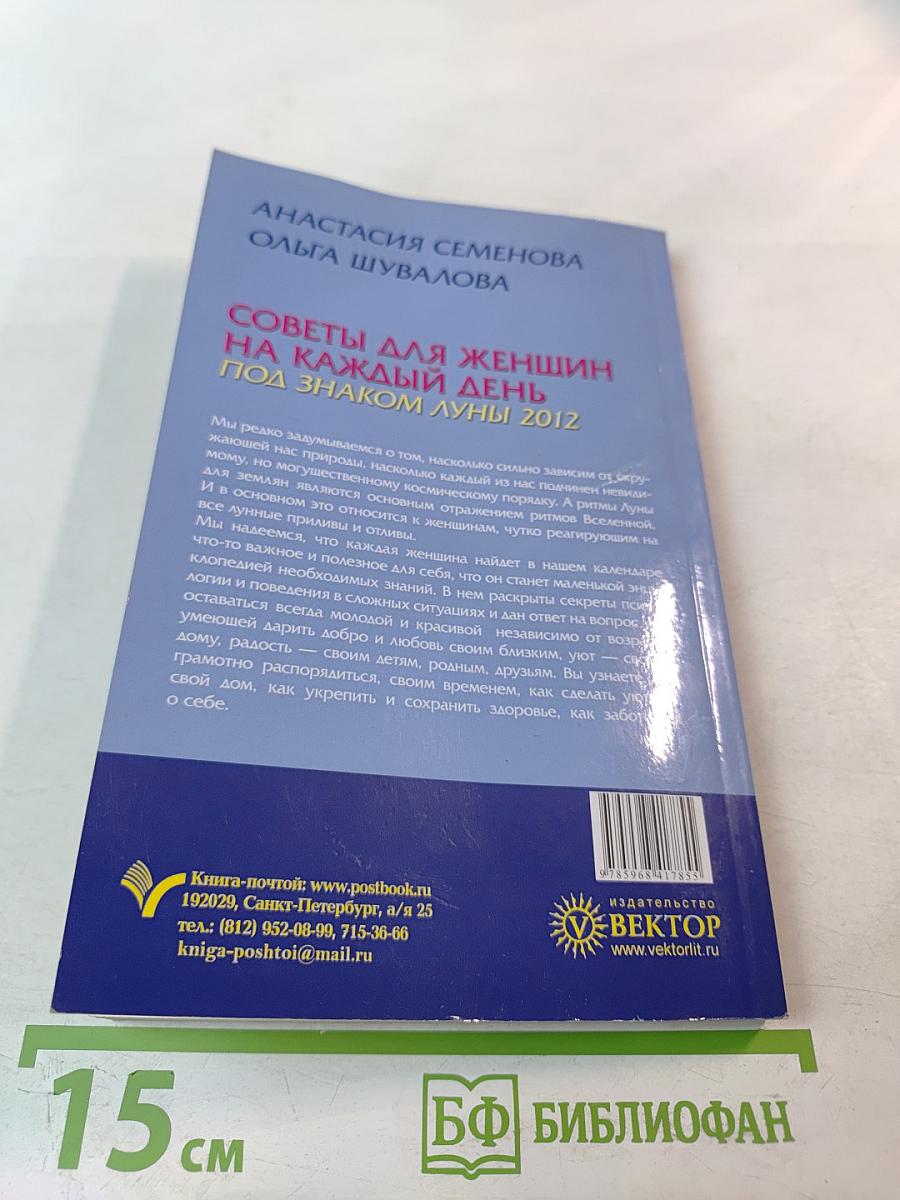 АНАСТАСИЯ СЕМЕНОВА
ОЛЬГА ШУВАЛОВА
СОВЕТЫ ДЛЯ ЖЕНЩИН
НА КАЖДЫЙ ДЕНЬ
ПОД ЗНАКОМ ЛУНЫ 2012
Мы редко задумываемся о том, насколько сильно зависим от окру-
жающей нас природы, насколько каждый из нас подчинен невиди-
мому, но могущественному космическому порядку. А ритмы Луны
для землян являются основным отражением ритмов Вселенной.
И в основном это относится к женщинам, чутко реагирующим на
все лунные приливы и отливы.
Мы надеемся, что каждая женщина найдет в нашем календаре
что-то важное и полезное для себя, что он станет маленькой
клопедией необходимых знаний. В нем раскрыты секреты
логии и поведения в сложных ситуациях и дан ответ на вопрос
оставаться всегда молодой и красивой независимо от
умеющей дарить добро и любовь своим близким, уют —
дому, радость — своим детям, родным, друзьям. Вы узнаете
грамотно распорядиться, своим временем, как сделать
свой дом, как укрепить и сохранить здоровье, как
о себе.
9785968417855
Книга-почтой: www.postbook.ru
192029, Санкт-Петербург, а/я 25
тел.: (812) 952-08-99, 715-36-66
kniga-poshtoi@mail.ru
издательство
V ВЕКТОР
www.vektorlit.ru
15 см
БФ БИБЛИОФАН